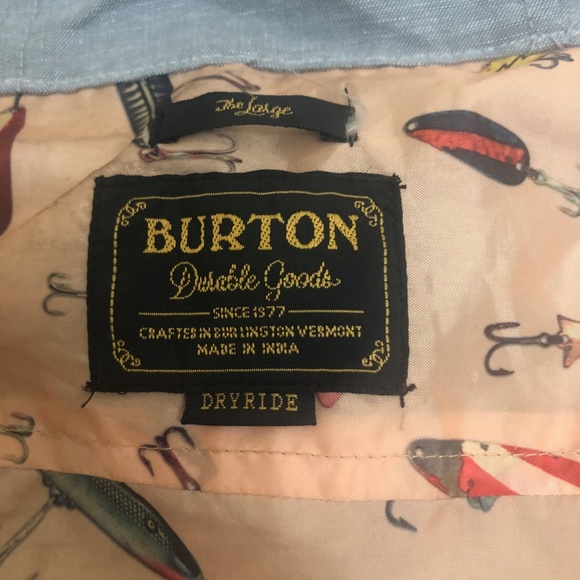 The Large
BURTON
Durable Goods
SINCE 1977
CRAFTED IN BURLINGTON VERMONT
MADE IN INDIA
DRYRIDE